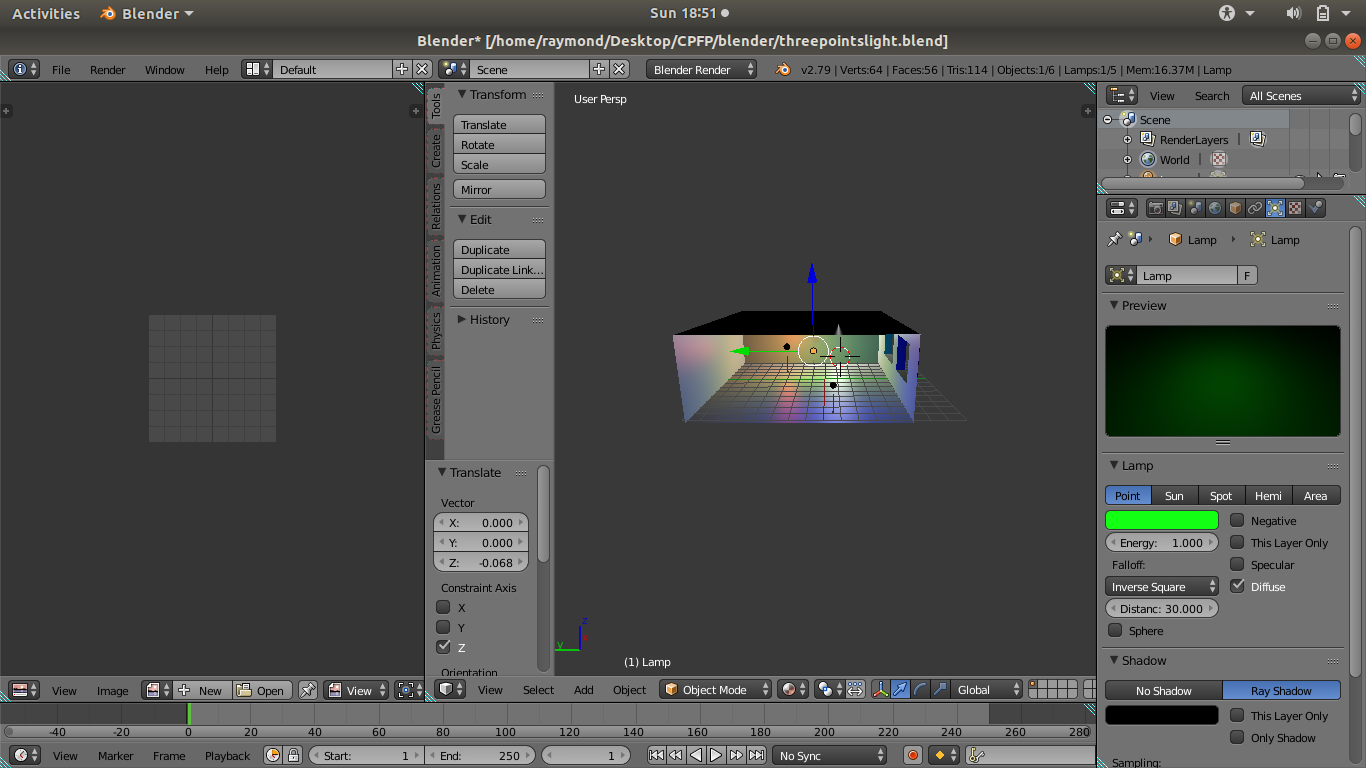 Activities Blender Sun 18:51
Blender* [/home/raymond/Desktop/CPFP/blender/threepointslight.blend]
File Render Window Help Default Scene Blender Render v2.79 | Verts:64 | Faces:56 | Tris:114 | Objects:1/6 | Lamps:1/5 | Mem:16.37M | Lamp
Tools
Create
Relations
Animation
Physics
Grease Pencil
Transform
Translate
Rotate
Scale
Mirror
Edit
Duplicate
Duplicate Link...
Delete
History
Translate
Vector
X: 0.000
Y: 0.000
Z: -0.068
Constraint Axis
X
Y
Z
Orientation
User Persp
z
y
(1) Lamp
View Search All Scenes
Scene
RenderLayers
World
Lamp Lamp
Lamp F
Preview
Lamp
Point Sun Spot Hemi Area
Negative
Energy: 1.000 This Layer Only
Falloff: Specular
Inverse Square Diffuse
Distanc: 30.000
Sphere
Shadow
No Shadow Ray Shadow
This Layer Only
Only Shadow
Sampling:
View Image New Open View
View Select Add Object Object Mode Global
-40 -20 0 20 40 60 80 100 120 140 160 180 200 220 240 260 280
View Marker Frame Playback Start: 1 End: 250 1 No Sync